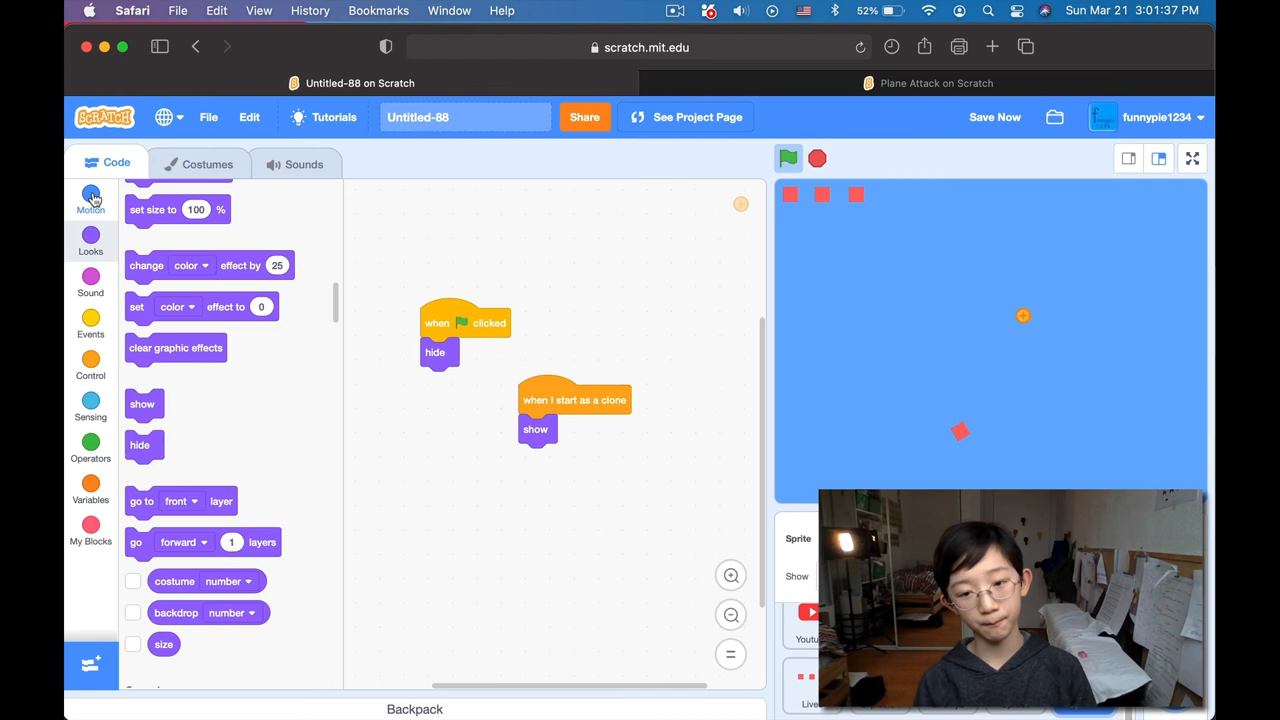 Safari File Edit View History Bookmarks Window Help 52% Sun Mar 21 3:01:37 PM
scratch.mit.edu
Untitled-88 on Scratch Plane Attack on Scratch
SCRATCH File Edit Tutorials Untitled-88 Share See Project Page Save Now funnypie1234
Code Costumes Sounds
Motion
Looks
Sound
Events
Control
Sensing
Operators
Variables
My Blocks
set size to 100 %
change color effect by 25
set color effect to 0
clear graphic effects
show
hide
go to front layer
go forward 1 layers
costume number
backdrop number
size
when clicked
hide
when I start as a clone
show
Sprite
Show
Youtu
Live
Backpack